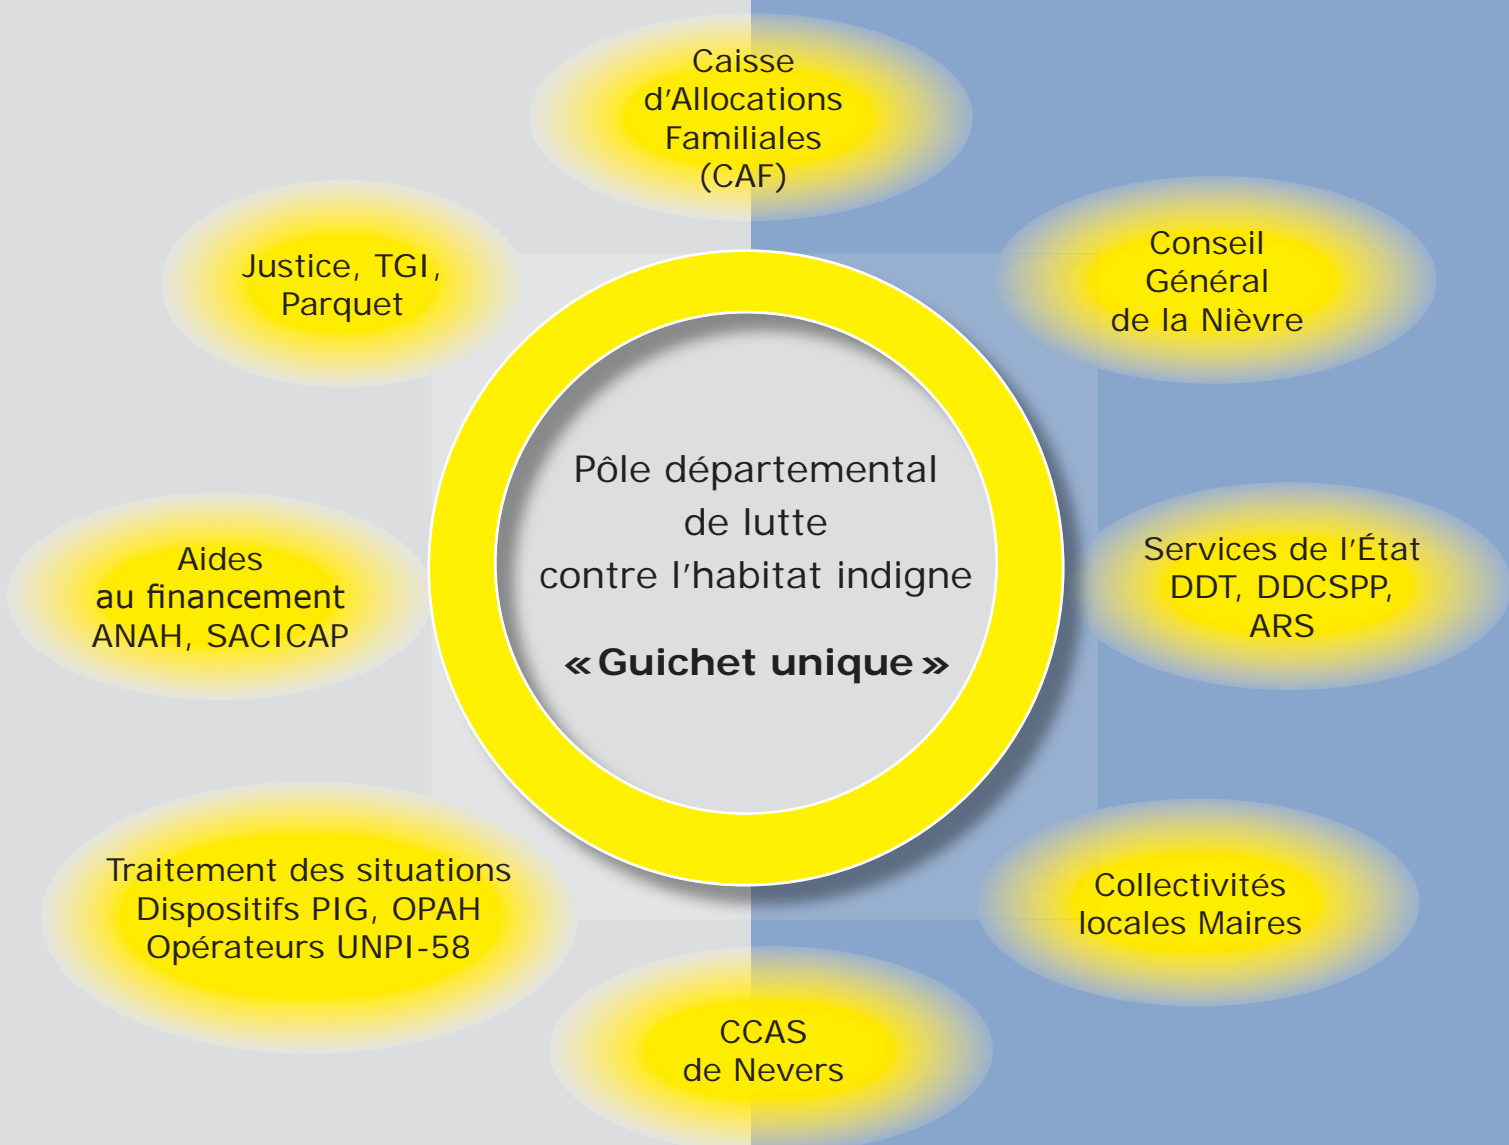 Caisse
d'Allocations
Familiales
(CAF)
Justice, TGI,
Parquet
Conseil
Général
de la Nièvre
Pôle départemental
de lutte
contre l'habitat indigne
« Guichet unique »
Aides
au financement
ANAH, SACICAP
Services de l'État
DDT, DDCSPP,
ARS
Traitement des situations
Dispositifs PIG, OPAH
Opérateurs UNPI-58
Collectivités
locales Maires
CCAS
de Nevers